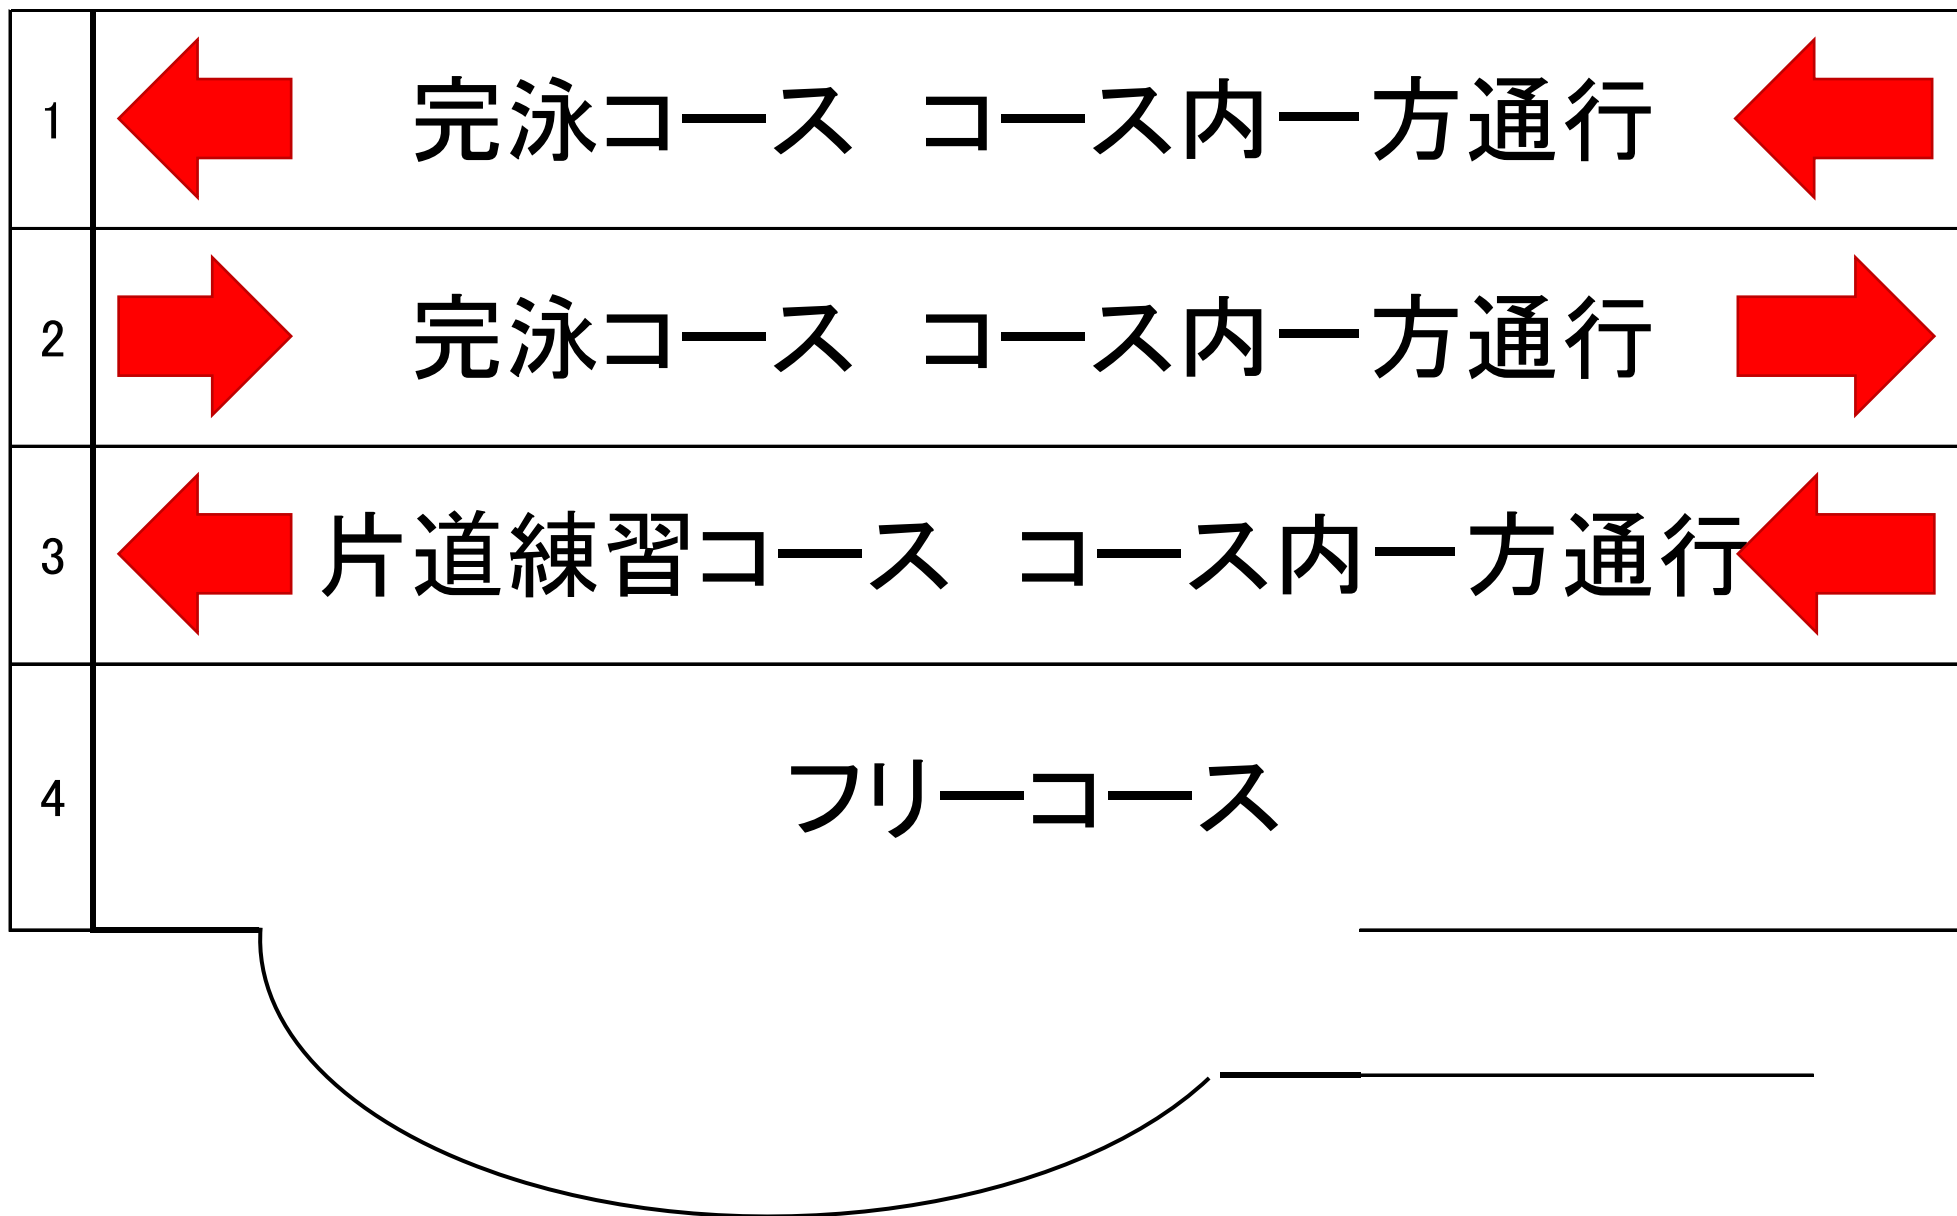 1 完泳コース　コース内一方通行
2 完泳コース　コース内一方通行
3 片道練習コース　コース内一方通行
4 フリーコース